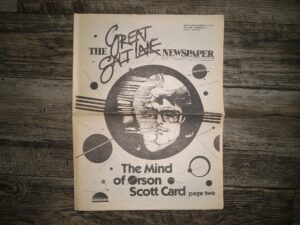 GREAT
SALT LAKE
THE NEWSPAPER
The Mind
of Orson
Scott Card page two